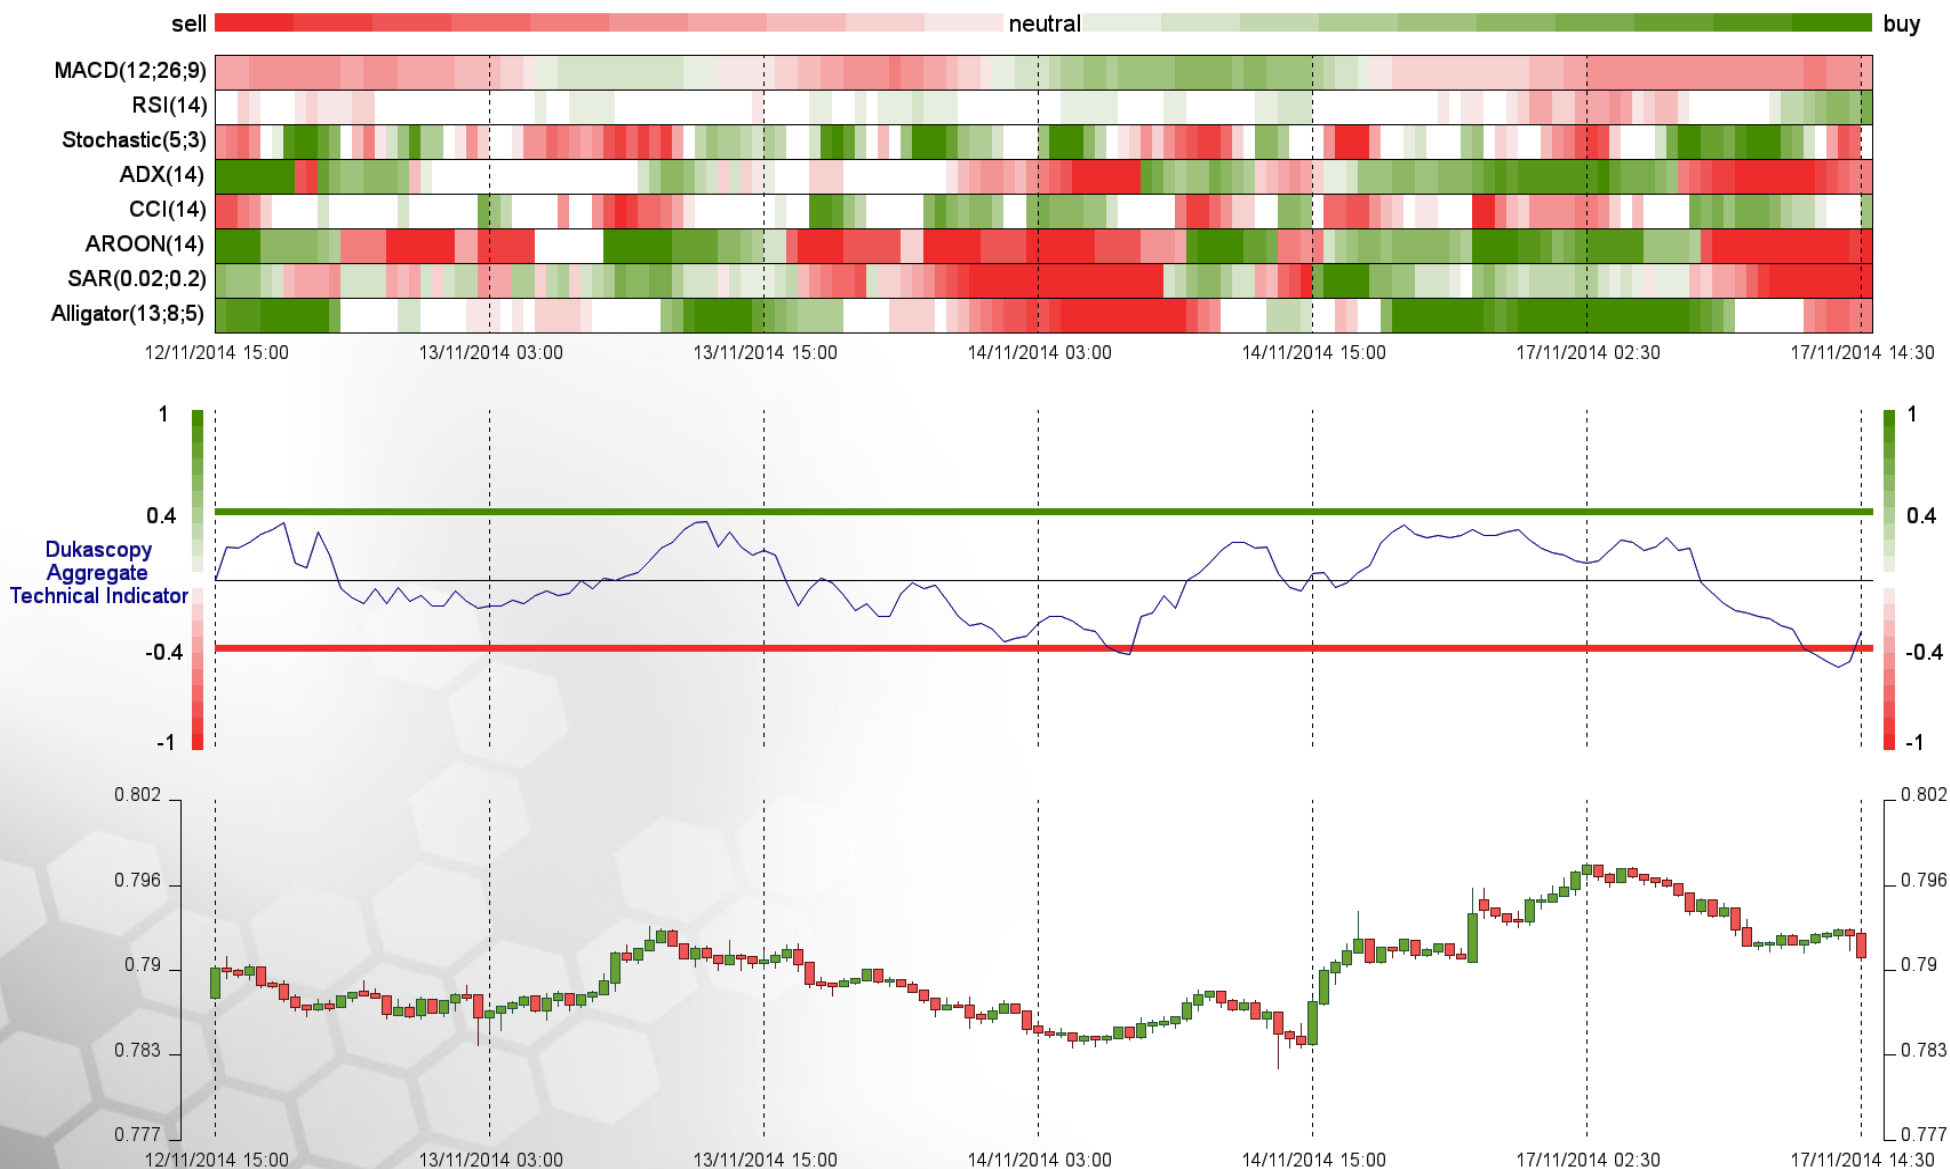 sell neutral buy
MACD(12;26;9)
RSI(14)
Stochastic(5;3)
ADX(14)
CCI(14)
AROON(14)
SAR(0.02;0.2)
Alligator(13;8;5)
12/11/2014 15:00 13/11/2014 03:00 13/11/2014 15:00 14/11/2014 03:00 14/11/2014 15:00 17/11/2014 02:30 17/11/2014 14:30
1 1
0.4 0.4
Dukascopy
Aggregate
Technical Indicator
-0.4 -0.4
-1 -1
0.802 0.802
0.796 0.796
0.79 0.79
0.783 0.783
0.777 0.777
12/11/2014 15:00 13/11/2014 03:00 13/11/2014 15:00 14/11/2014 03:00 14/11/2014 15:00 17/11/2014 02:30 17/11/2014 14:30